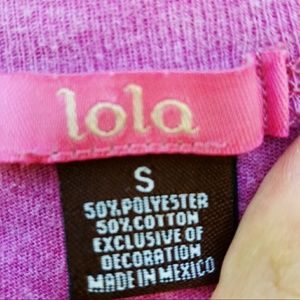 lola
S
50% POLYESTER
50% COTTON
EXCLUSIVE OF
DECORATION
MADE IN MEXICO